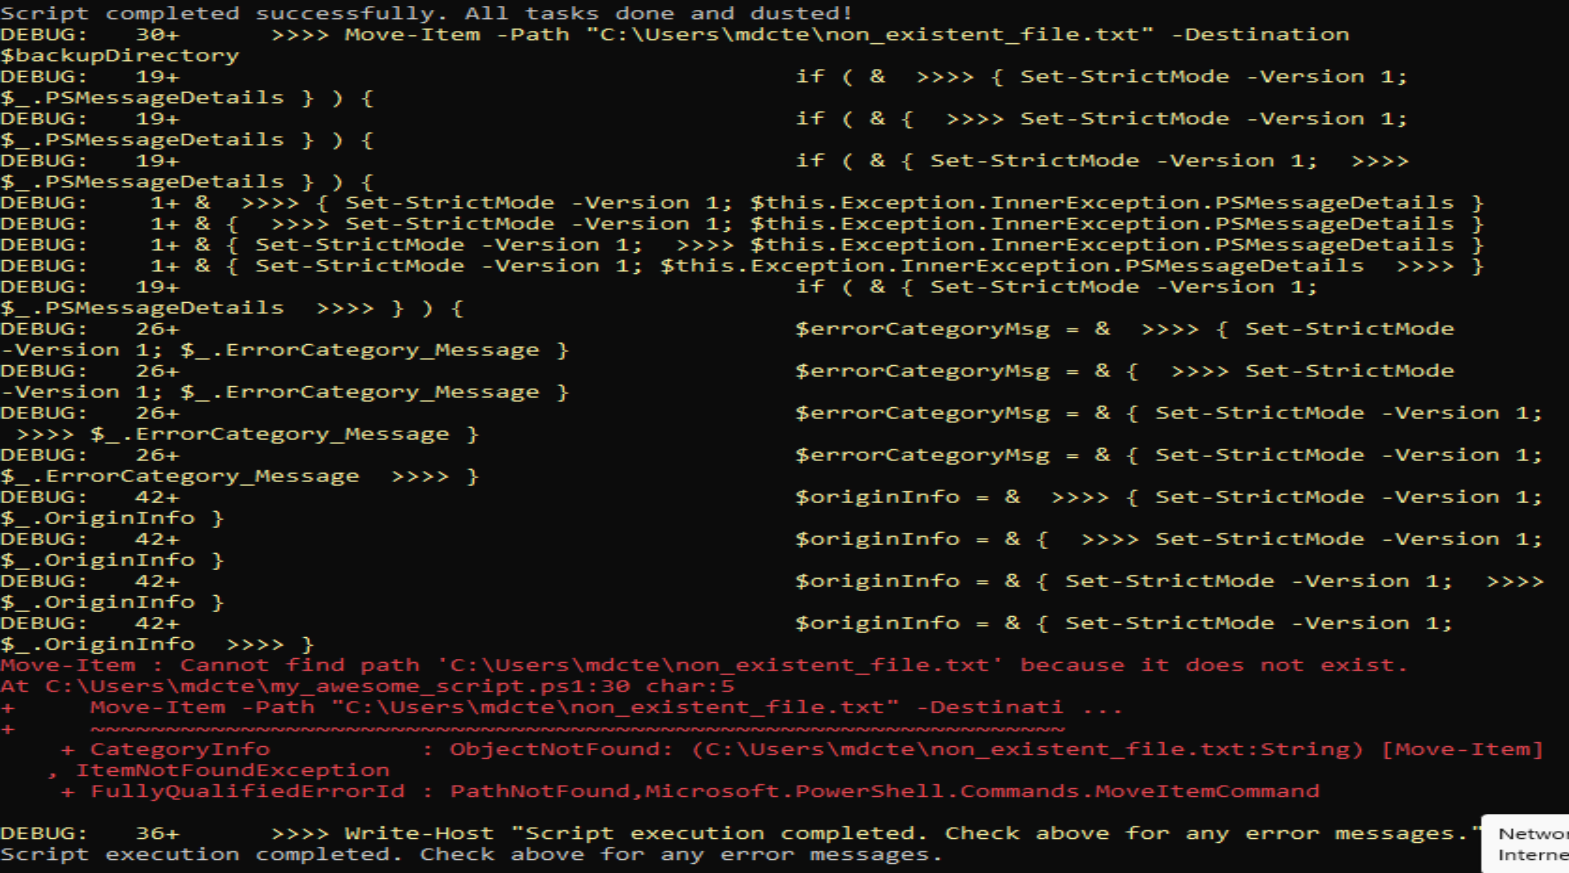 Script completed successfully. All tasks done and dusted!
DEBUG:   30+     >>>> Move-Item -Path "C:\Users\mdcte\non_existent_file.txt" -Destination
$backupDirectory
DEBUG:   19+     if ( &  >>>> { Set-StrictMode -Version 1;
$_.PSMessageDetails } ) {
DEBUG:   19+     if ( & {  >>>> Set-StrictMode -Version 1;
$_.PSMessageDetails } ) {
DEBUG:   19+     if ( & { Set-StrictMode -Version 1;  >>>>
$_.PSMessageDetails } ) {
DEBUG:    1+ &  >>>> { Set-StrictMode -Version 1; $this.Exception.InnerException.PSMessageDetails }
DEBUG:    1+ & {  >>>> Set-StrictMode -Version 1; $this.Exception.InnerException.PSMessageDetails }
DEBUG:    1+ & { Set-StrictMode -Version 1;  >>>> $this.Exception.InnerException.PSMessageDetails }
DEBUG:    1+ & { Set-StrictMode -Version 1; $this.Exception.InnerException.PSMessageDetails  >>>> }
DEBUG:   19+     if ( & { Set-StrictMode -Version 1;
$_.PSMessageDetails  >>>> } ) {
DEBUG:   26+     $errorCategoryMsg = &  >>>> { Set-StrictMode
-Version 1; $_.ErrorCategory_Message }
DEBUG:   26+     $errorCategoryMsg = & {  >>>> Set-StrictMode
-Version 1; $_.ErrorCategory_Message }
DEBUG:   26+     $errorCategoryMsg = & { Set-StrictMode -Version 1;
 >>>> $_.ErrorCategory_Message }
DEBUG:   26+     $errorCategoryMsg = & { Set-StrictMode -Version 1;
$_.ErrorCategory_Message  >>>> }
DEBUG:   42+     $originInfo = &  >>>> { Set-StrictMode -Version 1;
$_.OriginInfo }
DEBUG:   42+     $originInfo = & {  >>>> Set-StrictMode -Version 1;
$_.OriginInfo }
DEBUG:   42+     $originInfo = & { Set-StrictMode -Version 1;  >>>>
$_.OriginInfo }
DEBUG:   42+     $originInfo = & { Set-StrictMode -Version 1;
$_.OriginInfo  >>>> }
Move-Item : Cannot find path 'C:\Users\mdcte\non_existent_file.txt' because it does not exist.
At C:\Users\mdcte\my_awesome_script.ps1:30 char:5
+     Move-Item -Path "C:\Users\mdcte\non_existent_file.txt" -Destinati ...
+     ~~~~~~~~~~~~~~~~~~~~~~~~~~~~~~~~~~~~~~~~~~~~~~~~~~~~~~~~~~~~~~~~~
    + CategoryInfo          : ObjectNotFound: (C:\Users\mdcte\non_existent_file.txt:String) [Move-Item]
   , ItemNotFoundException
    + FullyQualifiedErrorId : PathNotFound,Microsoft.PowerShell.Commands.MoveItemCommand
DEBUG:   36+     >>>> Write-Host "Script execution completed. Check above for any error messages."
Script execution completed. Check above for any error messages.